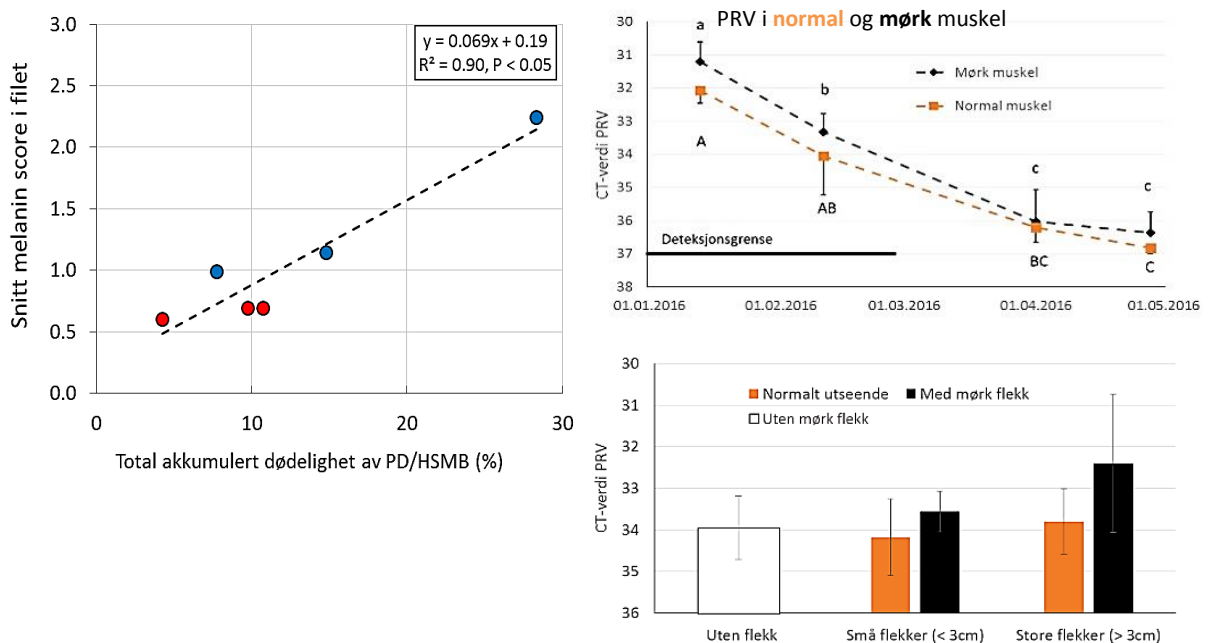 3.0
2.5
2.0
1.5
1.0
0.5
0.0
Snitt melanin score i filet
y = 0.069x + 0.19
R² = 0.90, P < 0.05
0
10
20
30
Total akkumulert dødelighet av PD/HSMB (%)
PRV i normal og mørk muskel
30
31
32
33
34
35
36
37
38
CT-verdi PRV
a
b
c
c
Mørk muskel
Normal muskel
A
AB
BC
C
Deteksjonsgrense
01.01.2016
01.02.2016
01.03.2016
01.04.2016
01.05.2016
30
31
32
33
34
35
36
CT-verdi PRV
Normalt utseende
Med mørk flekk
Uten mørk flekk
Uten flekk
Små flekker (< 3cm)
Store flekker (> 3cm)